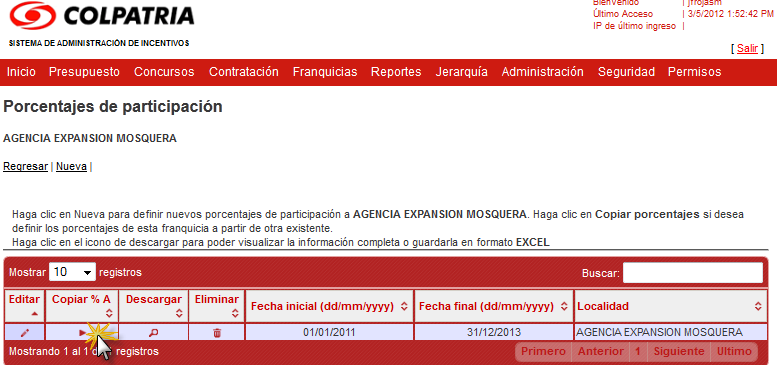 COLPATRIA
Bienvenido | jfrojasm
Último Acceso | 3/5/2012 1:52:42 PM
IP de último ingreso |
SISTEMA DE ADMINISTRACIÓN DE INCENTIVOS
[ Salir ]
Inicio Presupuesto Concursos Contratación Franquicias Reportes Jerarquía Administración Seguridad Permisos
Porcentajes de participación
AGENCIA EXPANSION MOSQUERA
Regresar | Nueva |
Haga clic en Nueva para definir nuevos porcentajes de participación a AGENCIA EXPANSION MOSQUERA. Haga clic en Copiar porcentajes si desea
definir los porcentajes de esta franquicia a partir de otra existente.
Haga clic en el icono de descargar para poder visualizar la información completa o guardarla en formato EXCEL
Mostrar 10 registros Buscar:
Editar Copiar % A Descargar Eliminar Fecha inicial (dd/mm/yyyy) Fecha final (dd/mm/yyyy) Localidad
01/01/2011 31/12/2013 AGENCIA EXPANSION MOSQUERA
Mostrando 1 al 1 registros Primero Anterior 1 Siguiente Ultimo